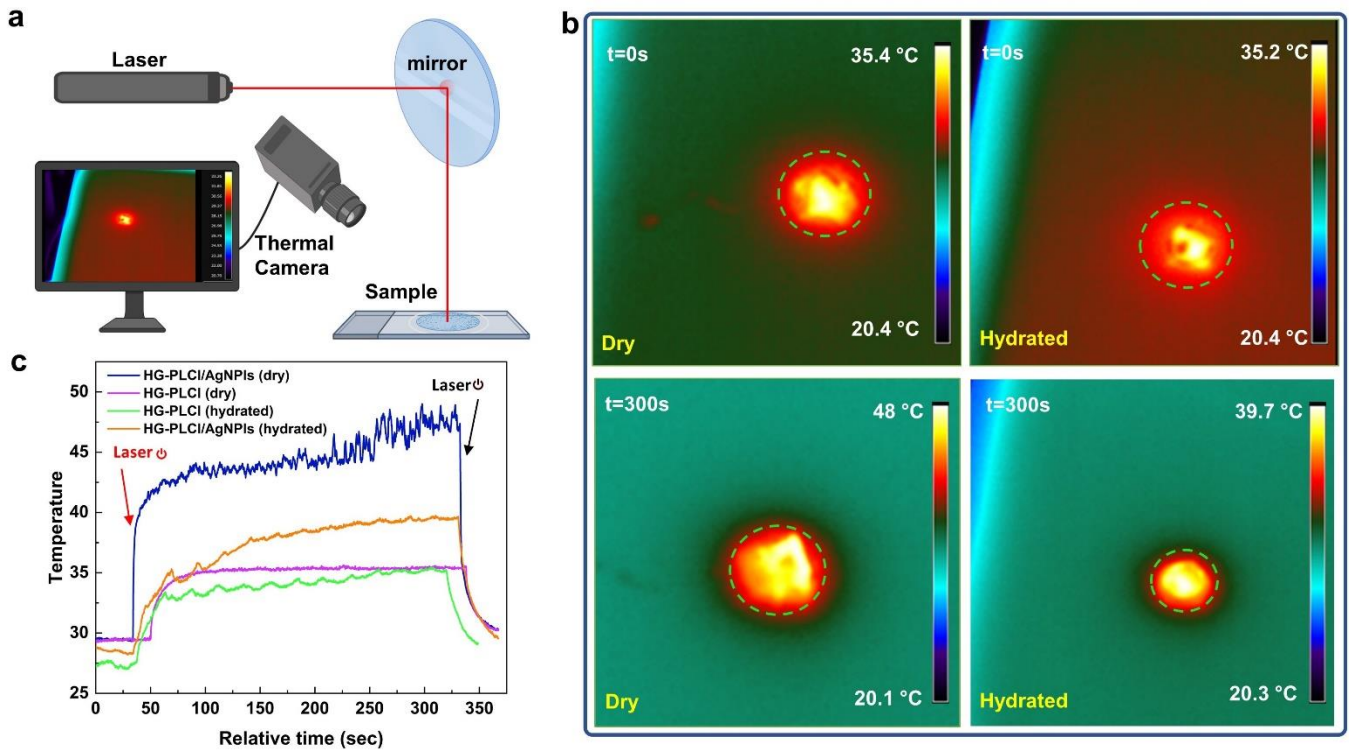 a
Laser
mirror
Thermal
Camera
Sample
b
t=0s
35.4 °C
20.4 °C
Dry
t=0s
35.2 °C
20.4 °C
Hydrated
t=300s
48 °C
20.1 °C
Dry
t=300s
39.7 °C
20.3 °C
Hydrated
c
HG-PLCl/AgNPls (dry)
HG-PLCl (dry)
HG-PLCl (hydrated)
HG-PLCl/AgNPls (hydrated)
Laser
Laser
Temperature
50
45
40
35
30
25
0 50 100 150 200 250 300 350
Relative time (sec)